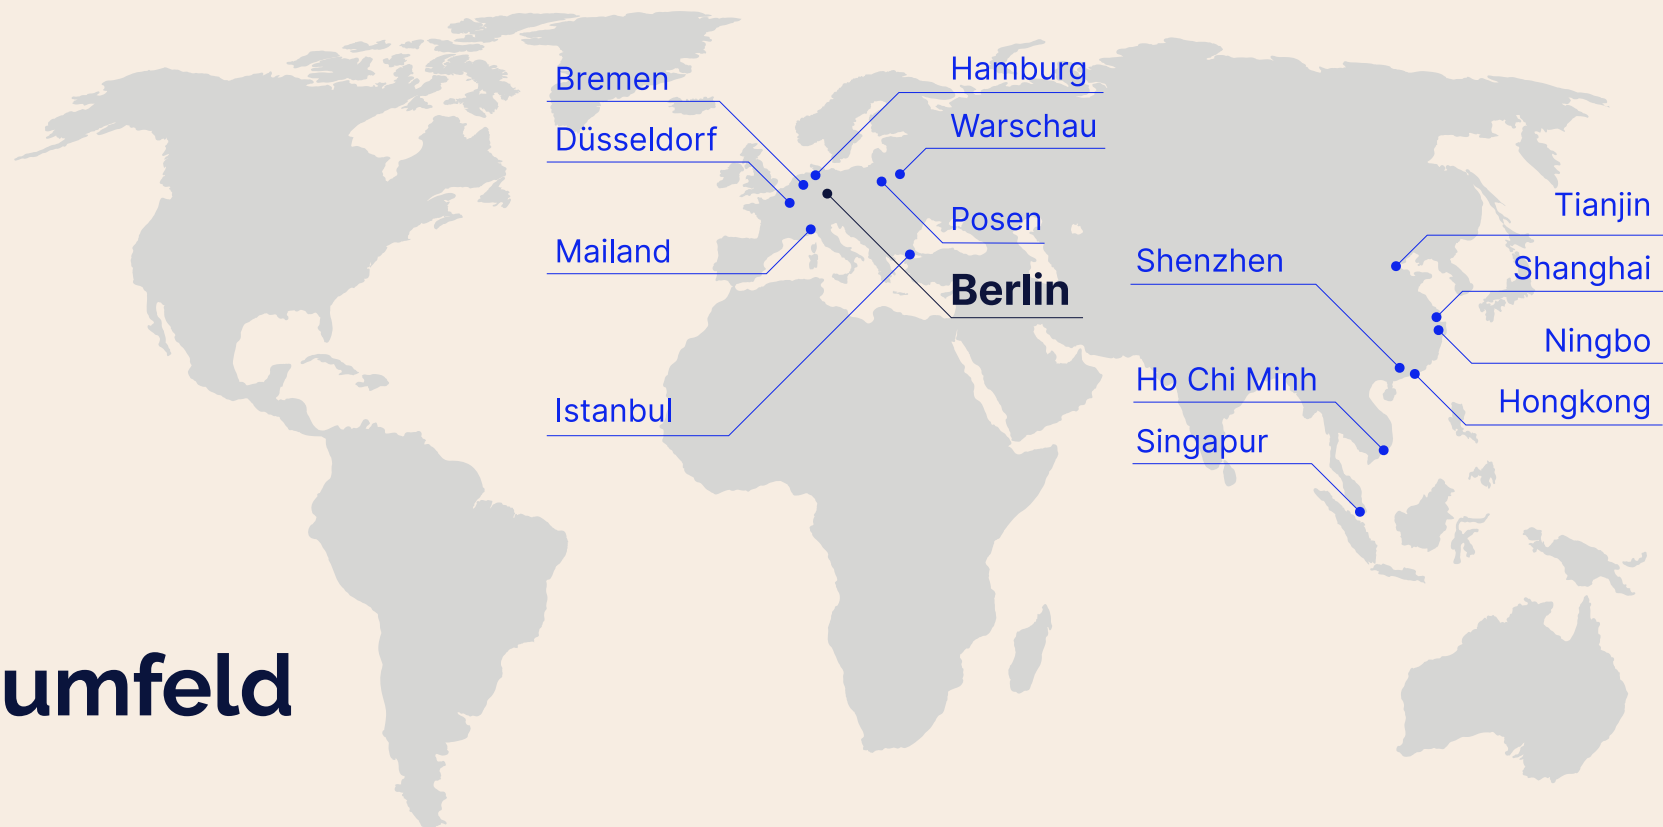 Bremen
Düsseldorf
Mailand
Istanbul
Hamburg
Warschau
Posen
Berlin
Shenzhen
Ho Chi Minh
Singapur
Tianjin
Shanghai
Ningbo
Hongkong
umfeld